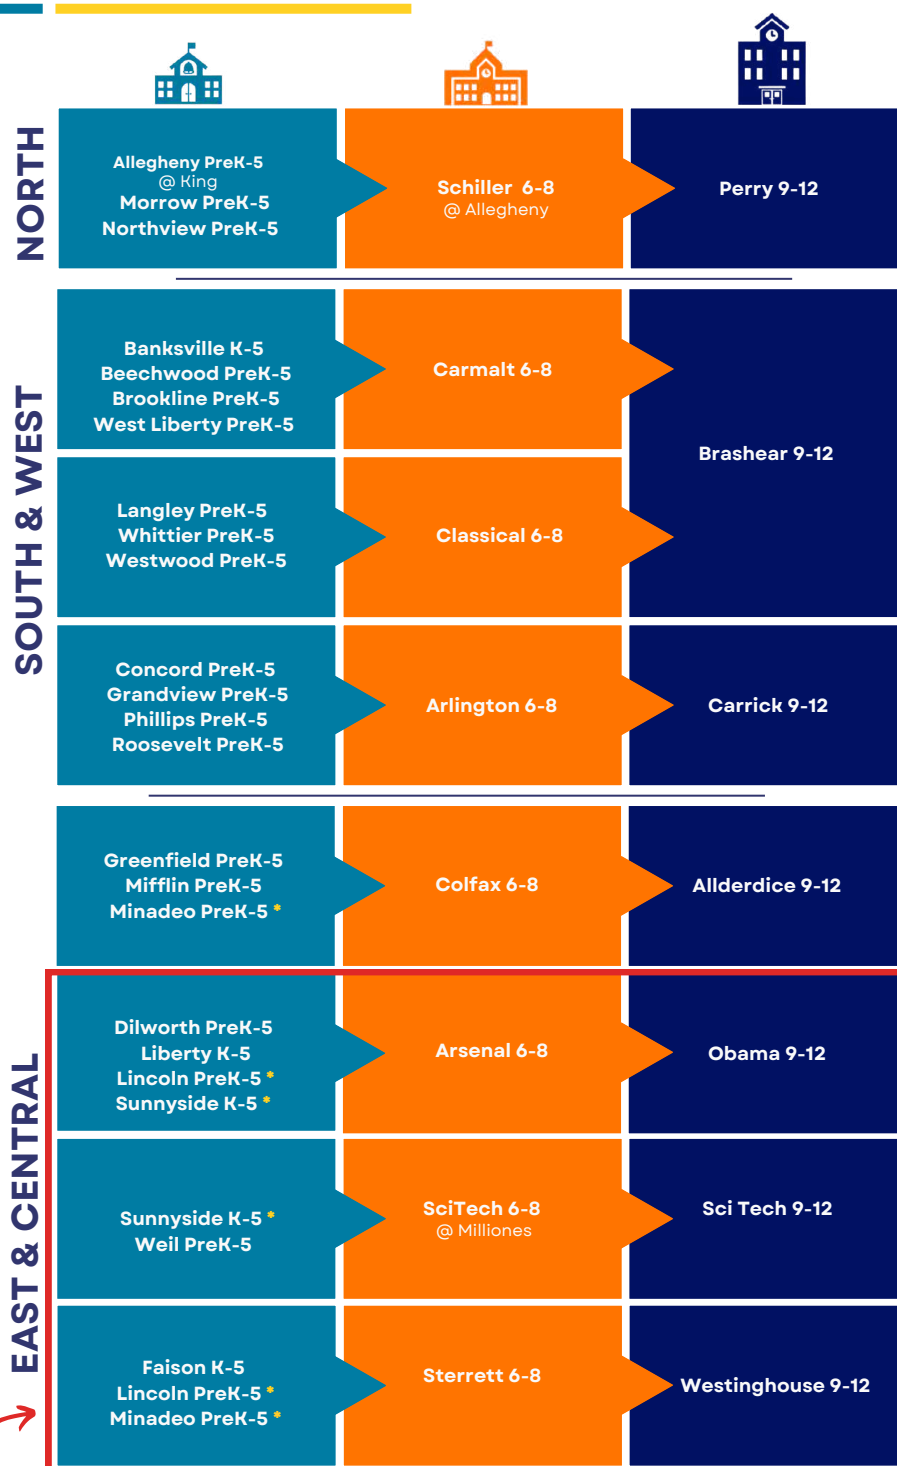 NORTH
Allegheny PreK-5
@ King
Morrow PreK-5
Northview PreK-5
Schiller 6-8
@ Allegheny
Perry 9-12
SOUTH & WEST
Banksville K-5
Beechwood PreK-5
Brookline PreK-5
West Liberty PreK-5
Carmalt 6-8
Brashear 9-12
Langley PreK-5
Whittier PreK-5
Westwood PreK-5
Classical 6-8
Concord PreK-5
Grandview PreK-5
Phillips PreK-5
Roosevelt PreK-5
Arlington 6-8
Carrick 9-12
EAST & CENTRAL
Greenfield PreK-5
Mifflin PreK-5
Minadeo PreK-5 *
Colfax 6-8
Allderdice 9-12
Dilworth PreK-5
Liberty K-5
Lincoln PreK-5 *
Sunnyside K-5 *
Arsenal 6-8
Obama 9-12
Sunnyside K-5 *
Weil PreK-5
SciTech 6-8
@ Milliones
Sci Tech 9-12
Faison K-5
Lincoln PreK-5 *
Minadeo PreK-5 *
Sterrett 6-8
Westinghouse 9-12